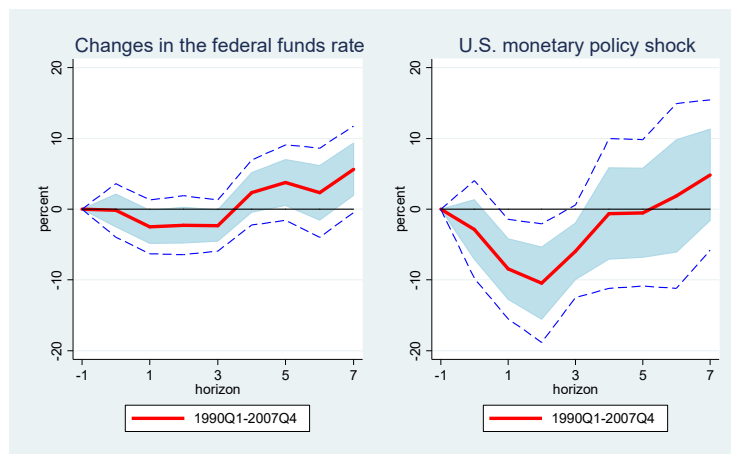 Changes in the federal funds rate
20
10
0
-10
-20
percent
-1
1
3
5
7
horizon
1990Q1-2007Q4
U.S. monetary policy shock
20
10
0
-10
-20
percent
-1
1
3
5
7
horizon
1990Q1-2007Q4